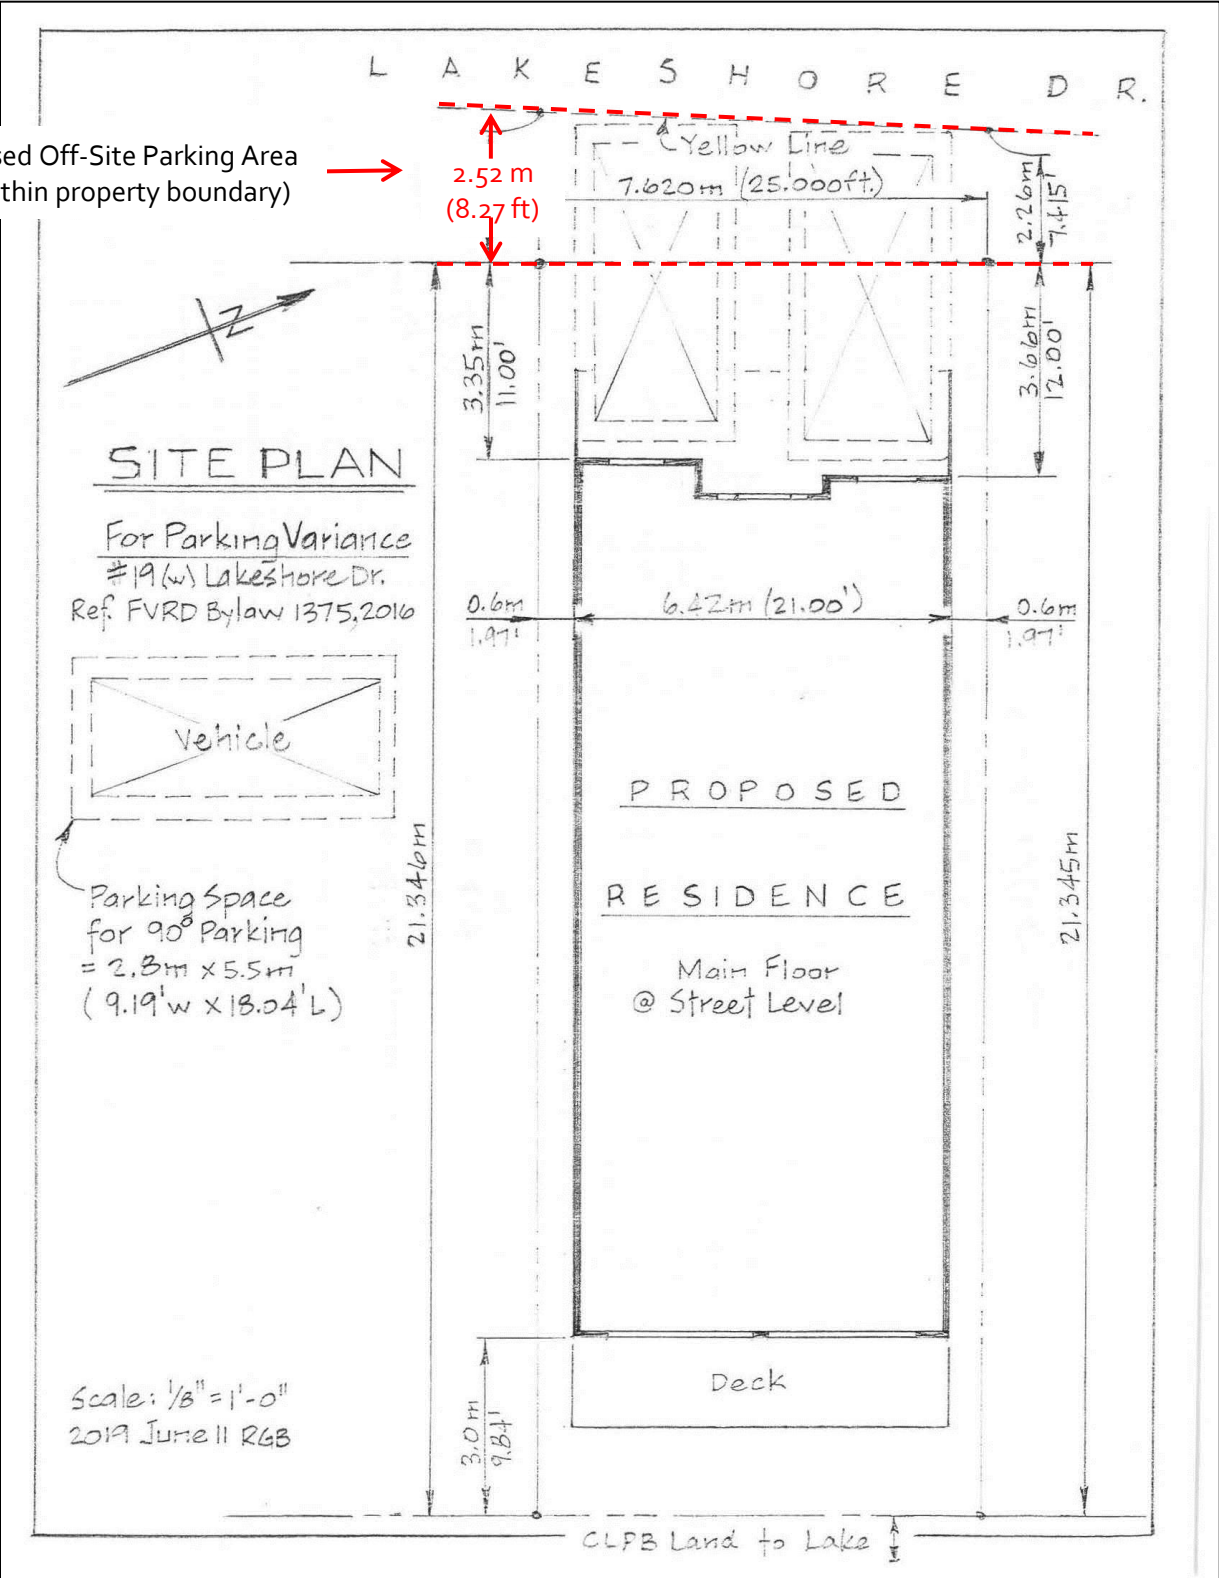 LAKESHORE DR.
sed Off-Site Parking Area
thin property boundary)
2.52 m
(8.27 ft)
Yellow Line
7.620m (25.000ft.)
2.26m
7.415'
N
3.35m
11.00'
3.66m
12.00'
SITE PLAN
For Parking Variance
#19(w) Lakeshore Dr.
Ref. FVRD Bylaw 1375,2016
0.6m
1.97'
6.42m (21.00')
0.6m
1.97'
Vehicle
PROPOSED
RESIDENCE
Main Floor
@ Street Level
21.346m
21.345m
Parking Space
for 90° Parking
= 2.8m x 5.5m
(9.19'w x 18.04'L)
Deck
Scale: 1/8" = 1'-0"
2019 June 11 RGB
3.0m
9.84'
CLPB Land to Lake